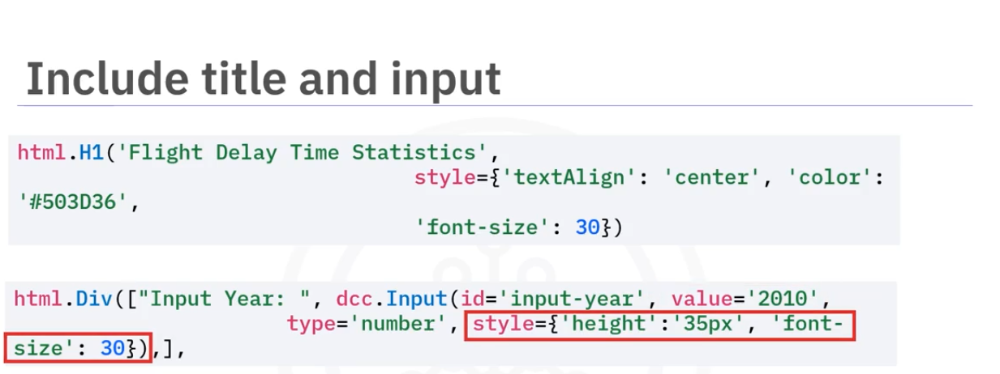 Include title and input
html.H1('Flight Delay Time Statistics',
style={'textAlign': 'center', 'color':
'#503D36',
'font-size': 30})
html.Div(["Input Year: ", dcc.Input(id='input-year', value='2010',
type='number', style={'height':'35px', 'font-
size': 30}),],